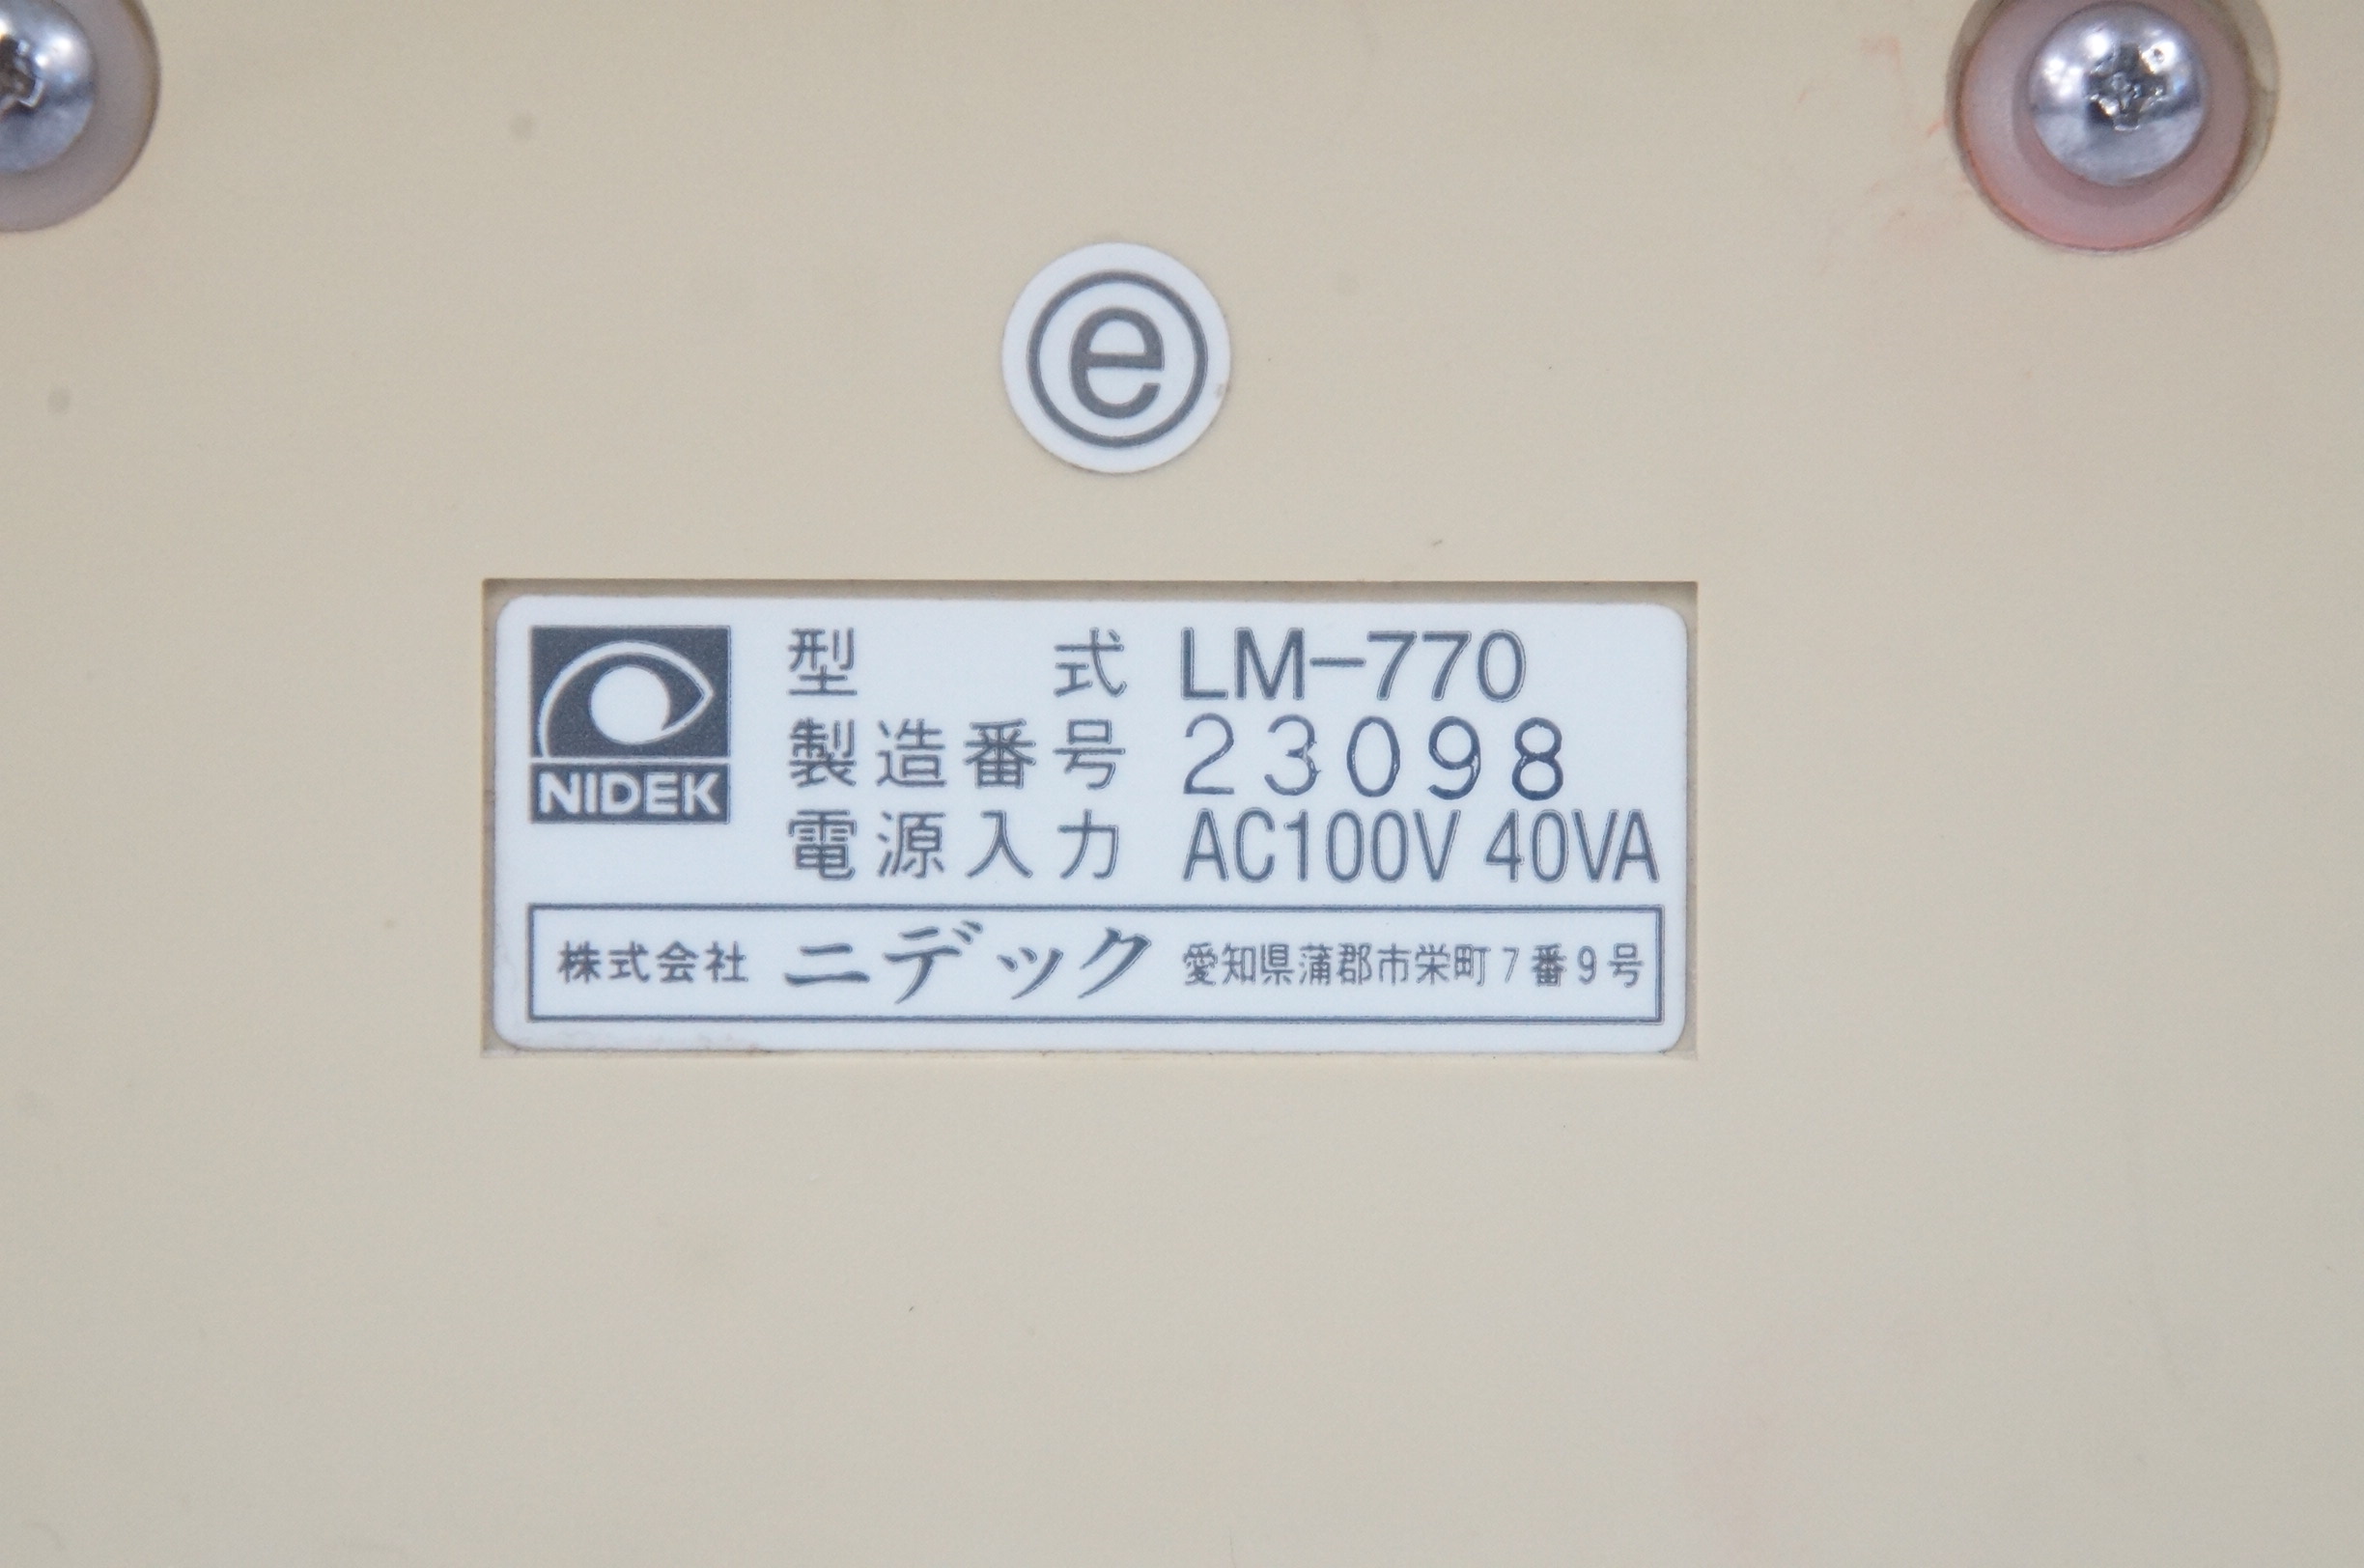 e
NIDEK
型式 LM-770
製造番号 23098
電源入力 AC100V 40VA
株式会社 ニデック 愛知県蒲郡市栄町7番9号